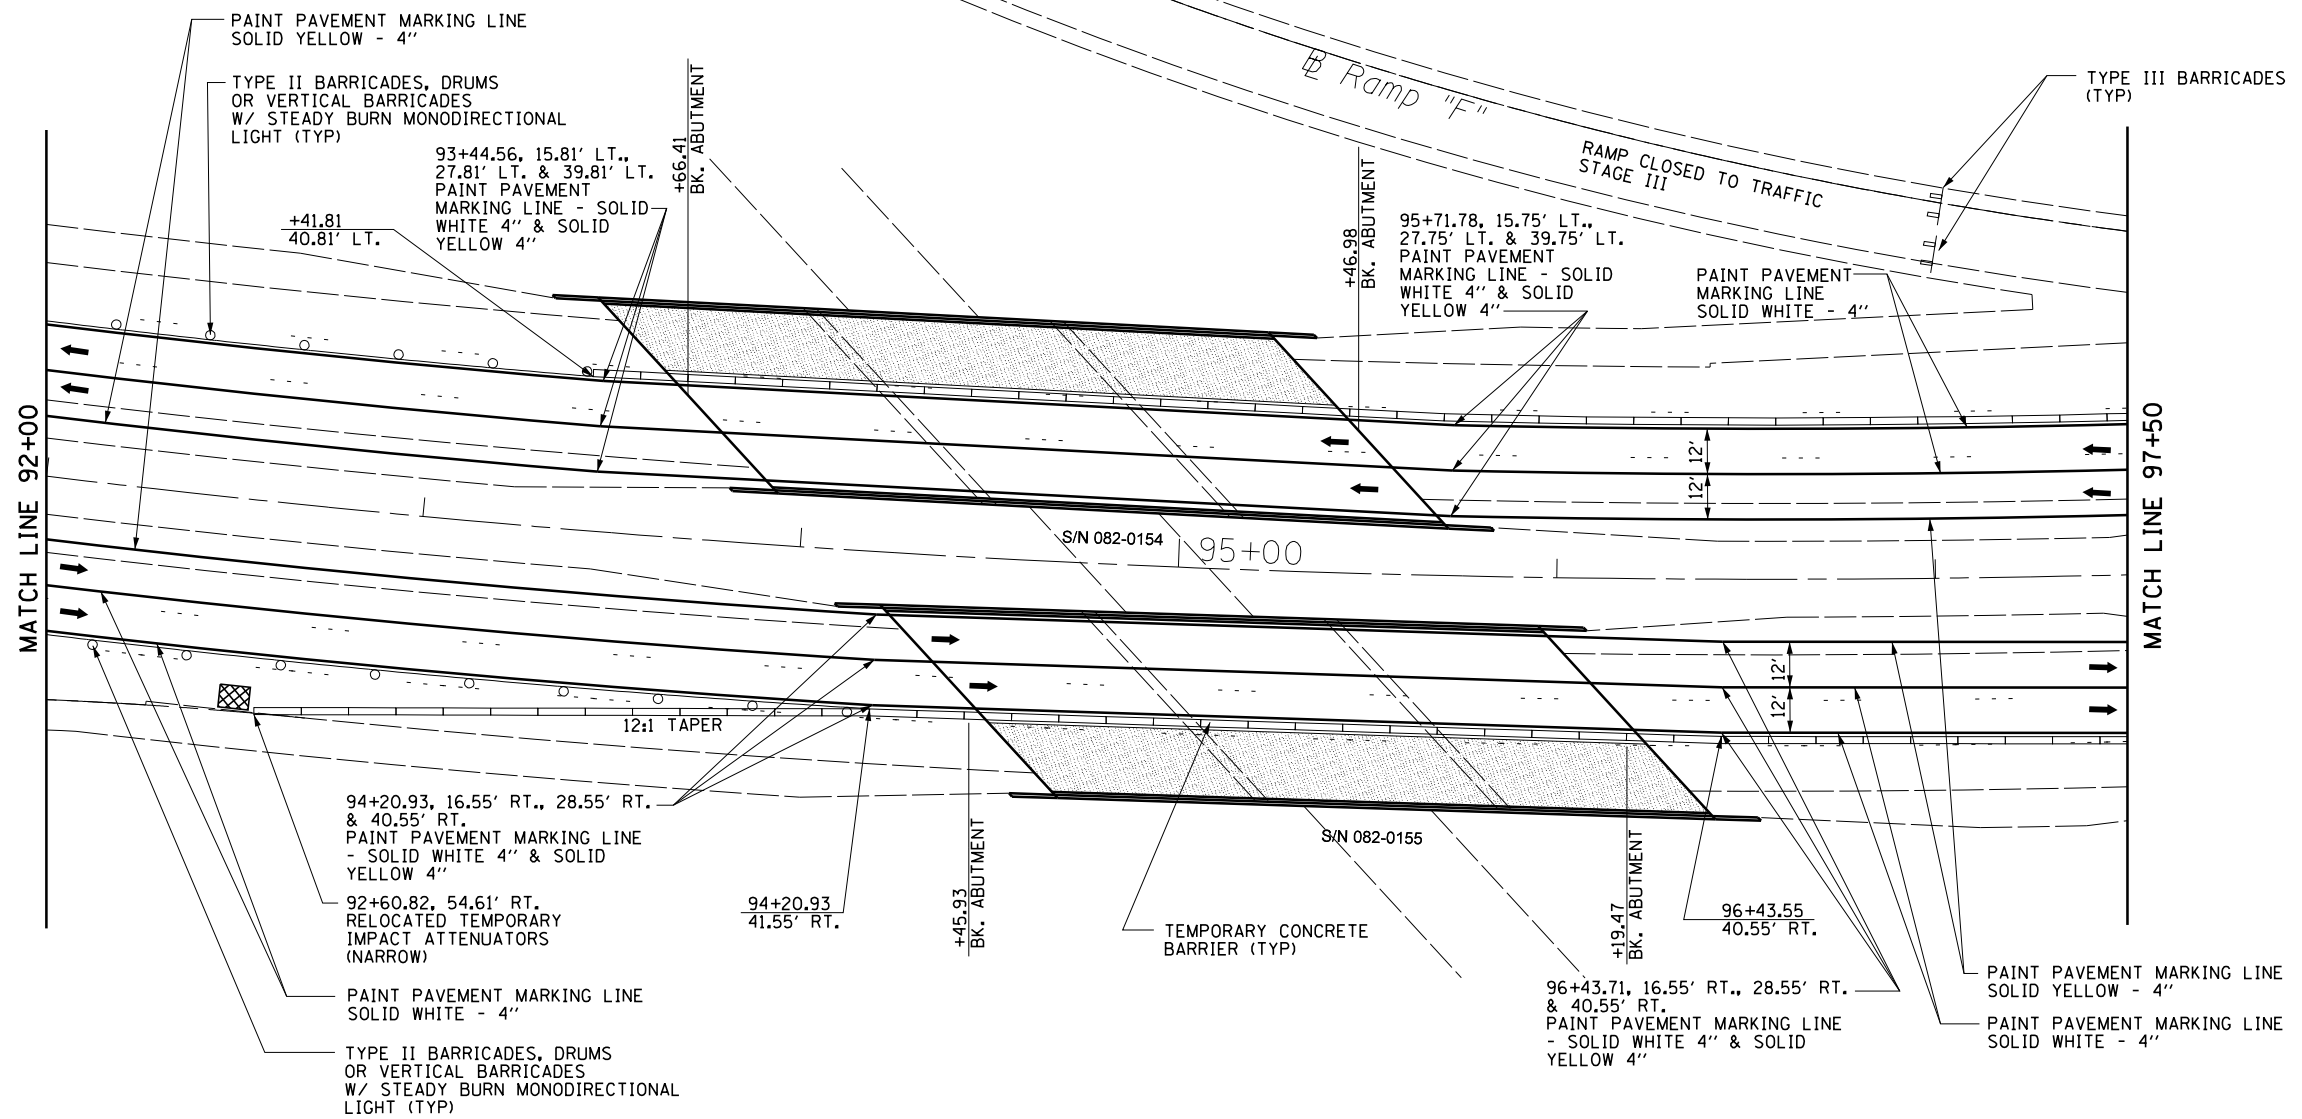 PAINT PAVEMENT MARKING LINE
SOLID YELLOW - 4''
TYPE II BARRICADES, DRUMS
OR VERTICAL BARRICADES
W/ STEADY BURN MONODIRECTIONAL
LIGHT (TYP)
93+44.56, 15.81' LT.,
27.81' LT. & 39.81' LT.
PAINT PAVEMENT
MARKING LINE - SOLID
WHITE 4'' & SOLID
YELLOW 4''
+41.81
40.81' LT.
+66.41
BK. ABUTMENT
℄ Ramp "F"
RAMP CLOSED TO TRAFFIC
STAGE III
TYPE III BARRICADES
(TYP)
+46.98
BK. ABUTMENT
95+71.78, 15.75' LT.,
27.75' LT. & 39.75' LT.
PAINT PAVEMENT
MARKING LINE - SOLID
WHITE 4'' & SOLID
YELLOW 4''
PAINT PAVEMENT
MARKING LINE
SOLID WHITE - 4''
MATCH LINE 92+00
MATCH LINE 97+50
12'
12'
S/N 082-0154
95+00
12'
12'
12:1 TAPER
94+20.93, 16.55' RT., 28.55' RT.
& 40.55' RT.
PAINT PAVEMENT MARKING LINE
- SOLID WHITE 4'' & SOLID
YELLOW 4''
92+60.82, 54.61' RT.
RELOCATED TEMPORARY
IMPACT ATTENUATORS
(NARROW)
PAINT PAVEMENT MARKING LINE
SOLID WHITE - 4''
TYPE II BARRICADES, DRUMS
OR VERTICAL BARRICADES
W/ STEADY BURN MONODIRECTIONAL
LIGHT (TYP)
94+20.93
41.55' RT.
+45.93
BK. ABUTMENT
S/N 082-0155
TEMPORARY CONCRETE
BARRIER (TYP)
+19.47
BK. ABUTMENT
96+43.55
40.55' RT.
96+43.71, 16.55' RT., 28.55' RT.
& 40.55' RT.
PAINT PAVEMENT MARKING LINE
- SOLID WHITE 4'' & SOLID
YELLOW 4''
PAINT PAVEMENT MARKING LINE
SOLID YELLOW - 4''
PAINT PAVEMENT MARKING LINE
SOLID WHITE - 4''